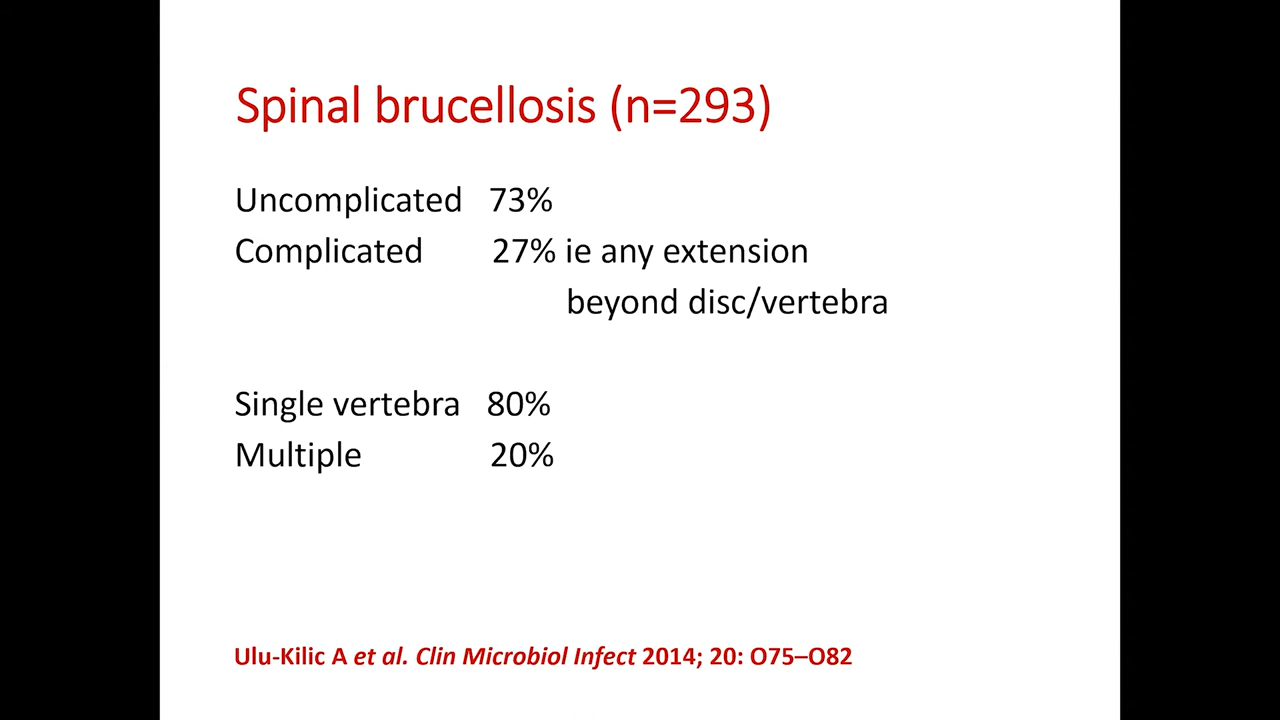 Spinal brucellosis (n=293)
Uncomplicated 73%
Complicated 27% ie any extension
beyond disc/vertebra
Single vertebra 80%
Multiple 20%
Ulu-Kilic A et al. Clin Microbiol Infect 2014; 20: O75–O82